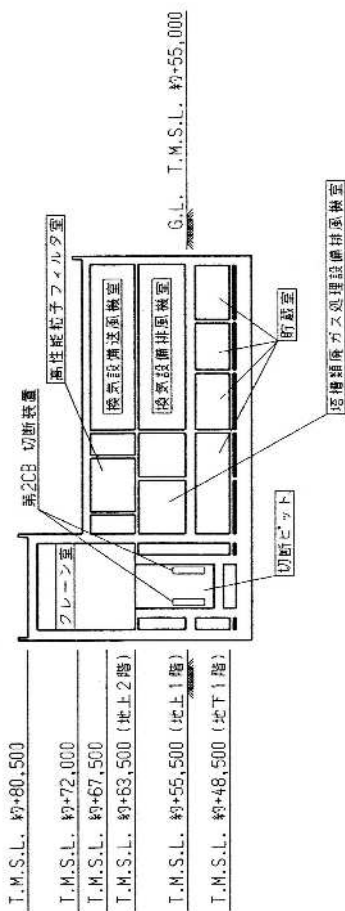 T.M.S.L. 約+80,500
T.M.S.L. 約+72,000
T.M.S.L. 約+67,500
T.M.S.L. 約+63,500 (地上2階)
T.M.S.L. 約+55,500 (地上1階)
T.M.S.L. 約+48,500 (地下1階)
クレーン室
第2CB 切断装置
高性能粒子フィルタ室
換気設備送風機室
換気設備排風機室
G.L. T.M.S.L. 約+55,000
切断ピット
貯蔵室
塔槽類廃ガス処理設備排風機室